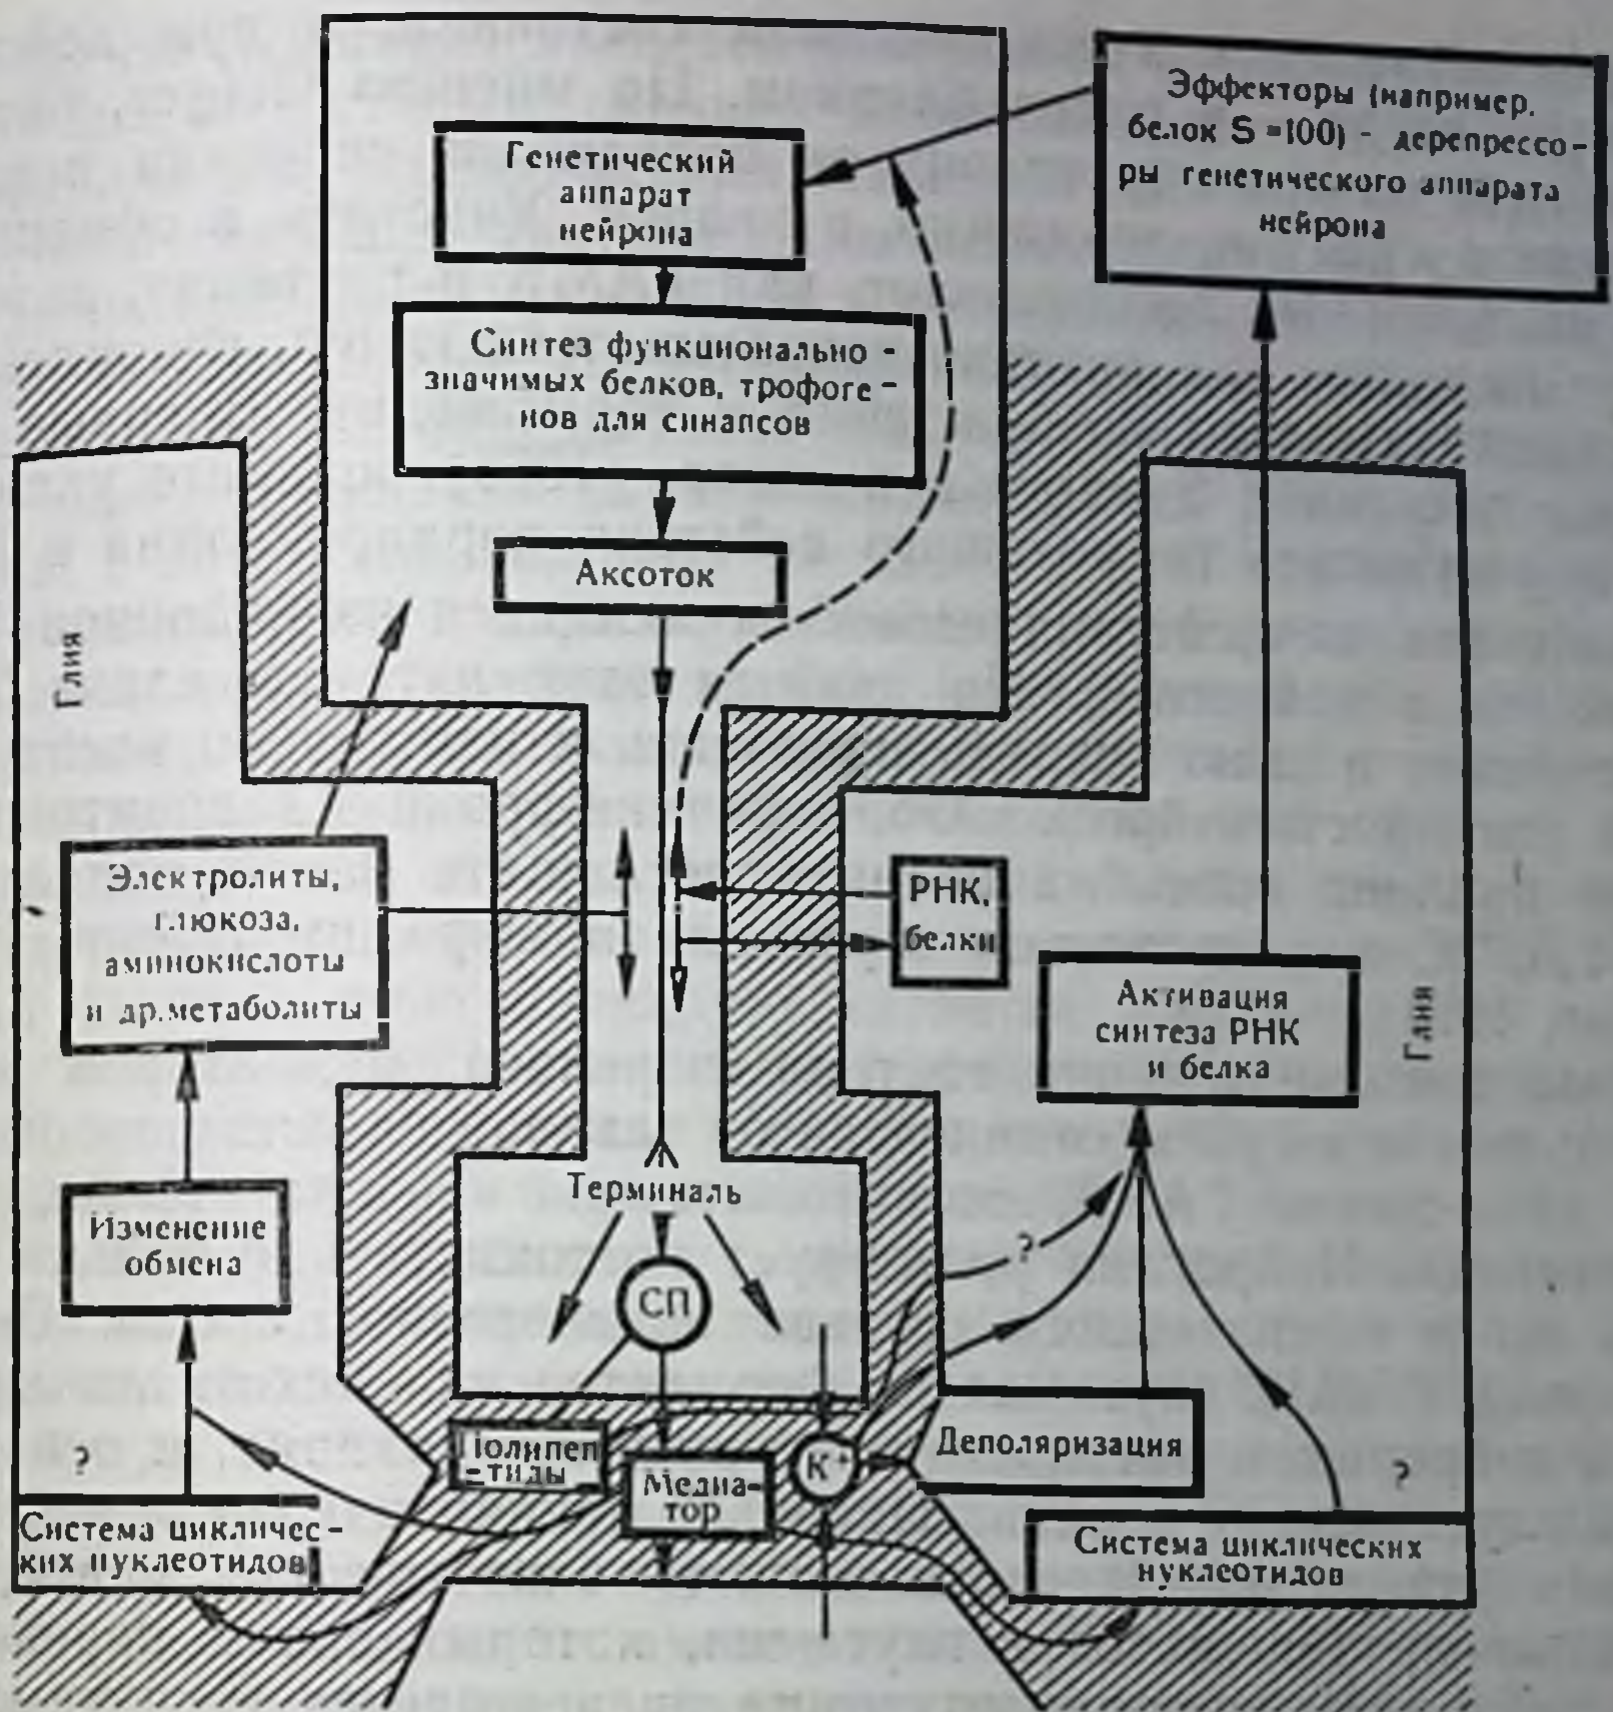 Эффекторы (например.
белок S =100) - дерепрессо-
ры генетического аппарата
нейрона
Генетический
аппарат
нейрона
Синтез функционально -
значимых белков, трофоге -
нов для синапсов
Аксоток
Глия
Электролиты,
глюкоза,
аминокислоты
и др.метаболиты
РНК,
белки
Активация
синтеза РНК
и белка
Глия
Терминаль
Изменение
обмена
?
СП
?
Полипеп
-тиды
Медиа-
тор
К+
Деполяризация
?
Система цикличес-
ких нуклеотидов
Система циклических
нуклеотидов